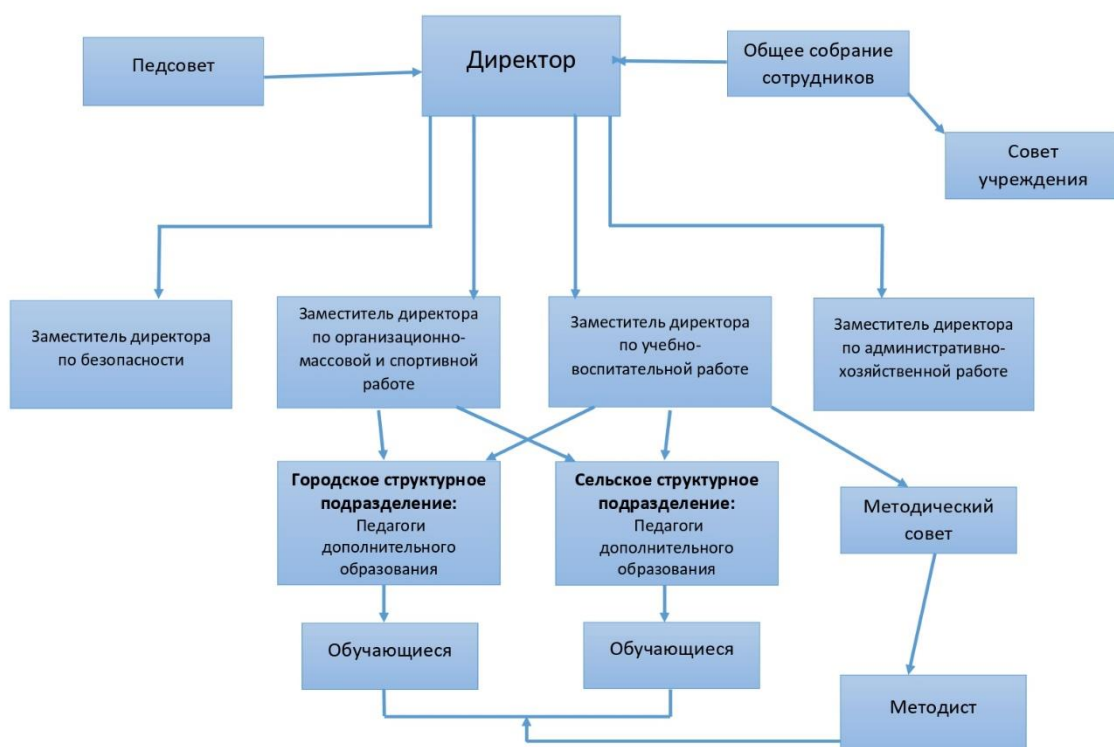 Педсовет
Директор
Общее собрание
сотрудников
Совет
учреждения
Заместитель директора
по безопасности
Заместитель директора
по организационно-
массовой и спортивной
работе
Заместитель директора
по учебно-
воспитательной работе
Заместитель директора
по административно-
хозяйственной работе
Городское структурное
подразделение:
Педагоги
дополнительного
образования
Сельское структурное
подразделение:
Педагоги
дополнительного
образования
Методический
совет
Обучающиеся
Обучающиеся
Методист